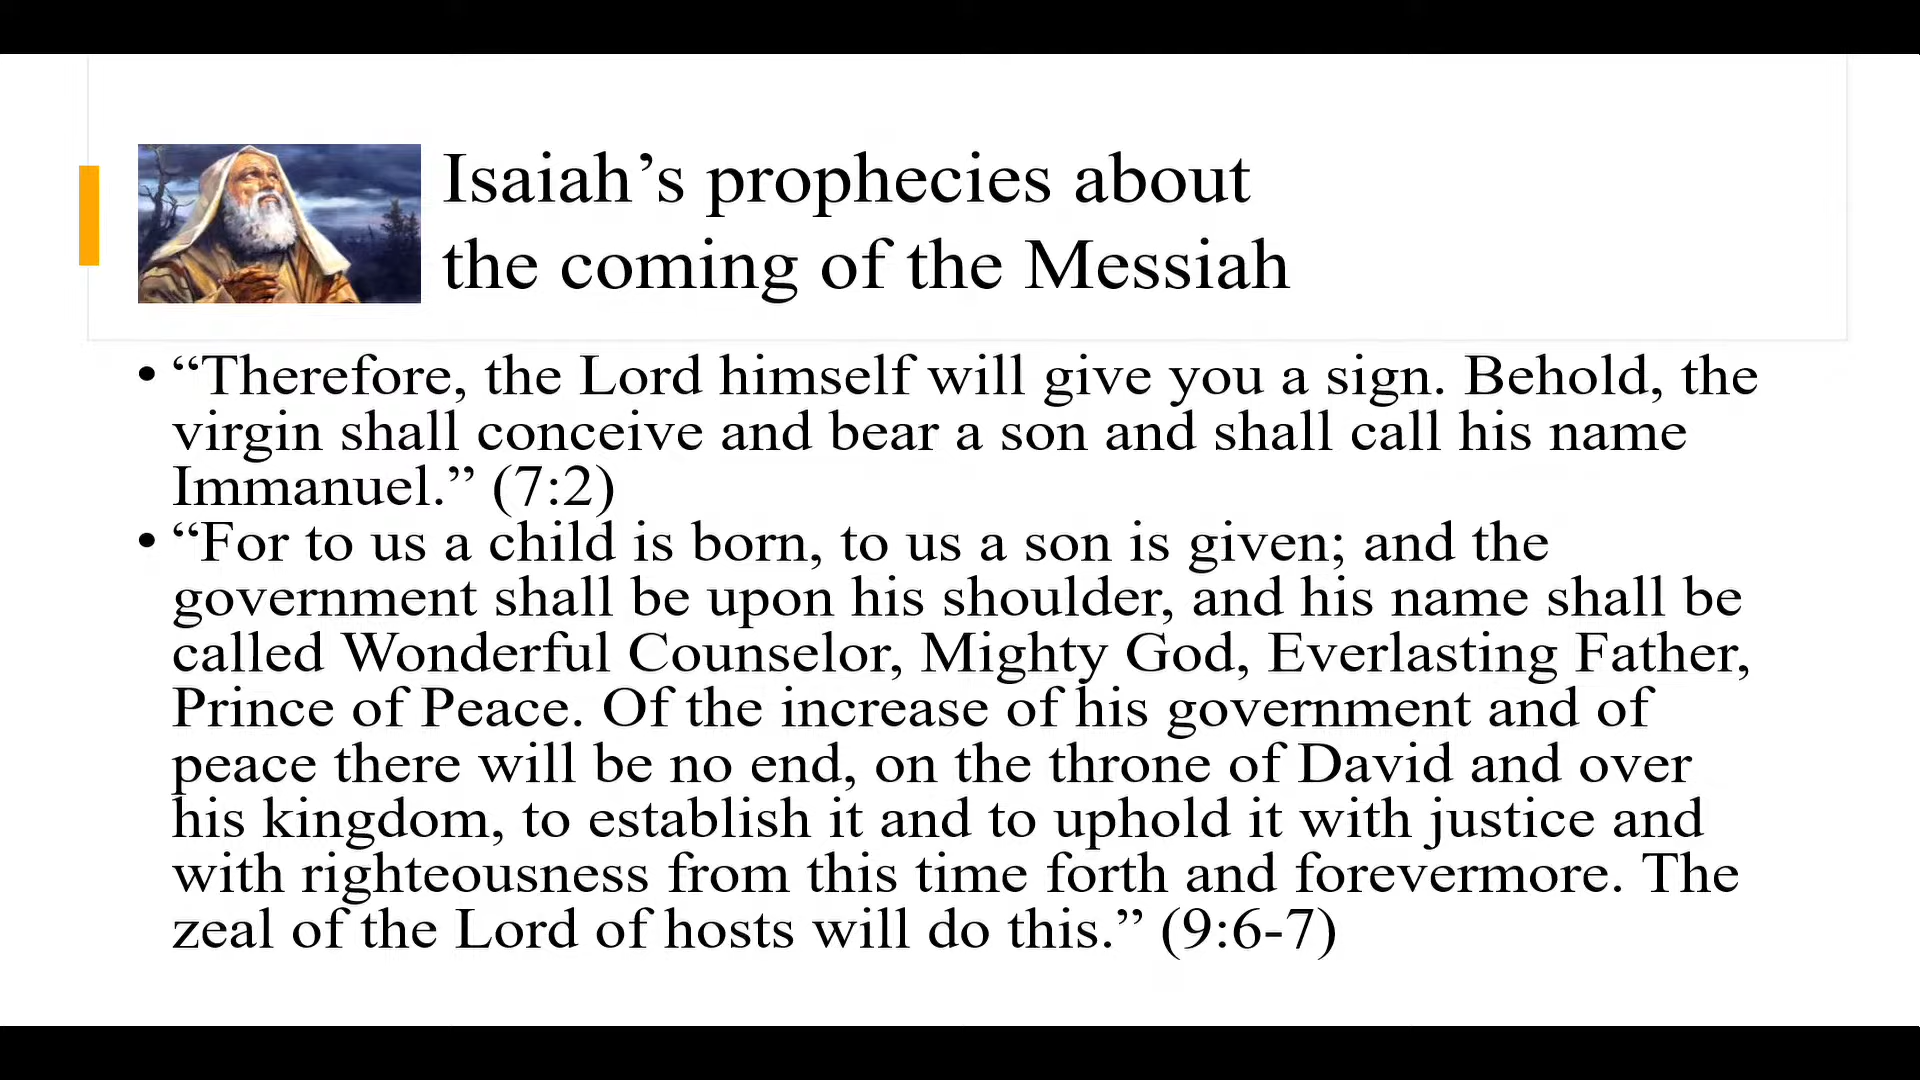 Isaiah’s prophecies about
the coming of the Messiah
• “Therefore, the Lord himself will give you a sign. Behold, the
virgin shall conceive and bear a son and shall call his name
Immanuel.” (7:2)
• “For to us a child is born, to us a son is given; and the
government shall be upon his shoulder, and his name shall be
called Wonderful Counselor, Mighty God, Everlasting Father,
Prince of Peace. Of the increase of his government and of
peace there will be no end, on the throne of David and over
his kingdom, to establish it and to uphold it with justice and
with righteousness from this time forth and forevermore. The
zeal of the Lord of hosts will do this.” (9:6-7)